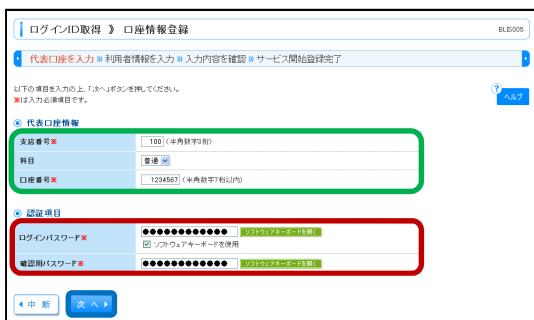 ログインID取得 》 口座情報登録
BLIS005
代表口座を入力 » 利用者情報を入力 » 入力内容を確認 » サービス開始登録完了
以下の項目を入力の上、「次へ」ボタンを押してください。
※は入力必須項目です。
?
ヘルプ
代表口座情報
支店番号※ 100 (半角数字3桁)
科目 普通
口座番号※ 1234567 (半角数字7桁以内)
認証項目
ログインパスワード※ ●●●●●●●●●●●● ソフトウェアキーボードを開く
ソフトウェアキーボードを使用
確認用パスワード※ ●●●●●●●●●●●● ソフトウェアキーボードを開く
中 断
次 へ